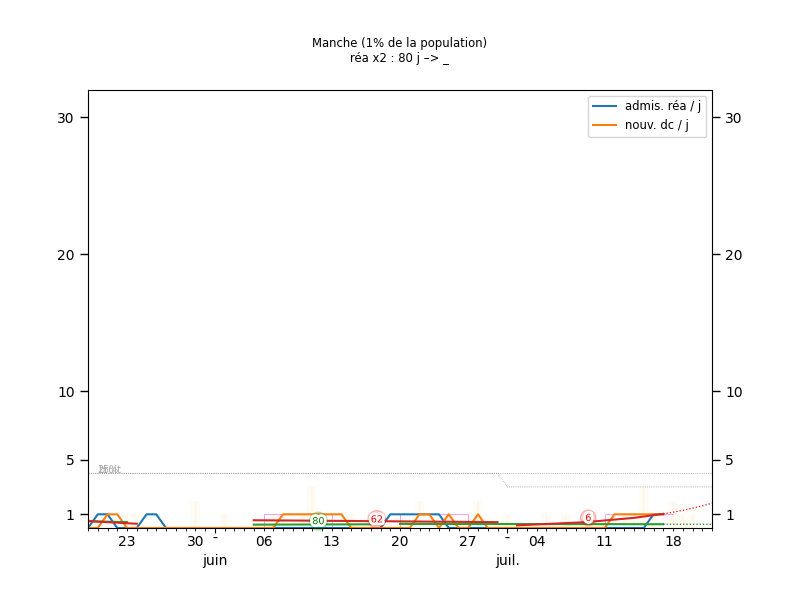 Manche (1% de la population)
réa x2 : 80 j –> _
admis. réa / j
nouv. dc / j
30 30
20 20
10 10
5 5
1 1
80 62 6
23 30 - 06 13 20 27 - 04 11 18
juin juil.